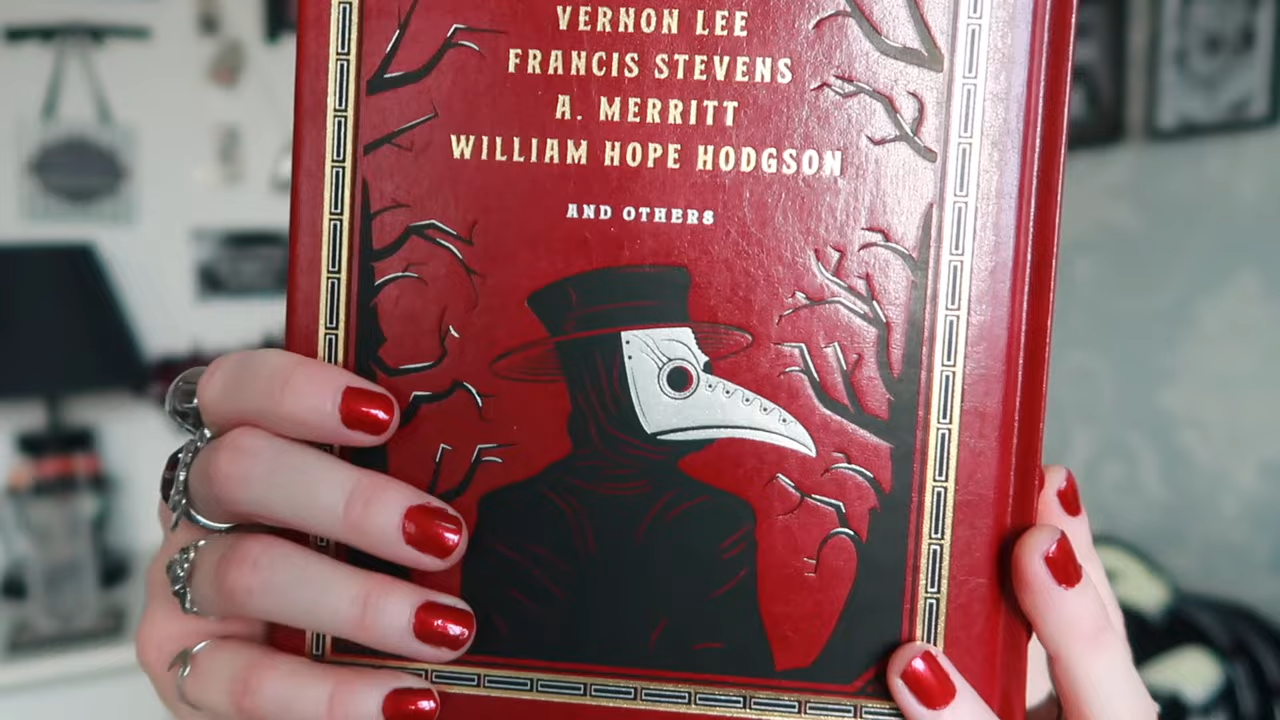 VERNON LEE
FRANCIS STEVENS
A. MERRITT
WILLIAM HOPE HODGSON
AND OTHERS